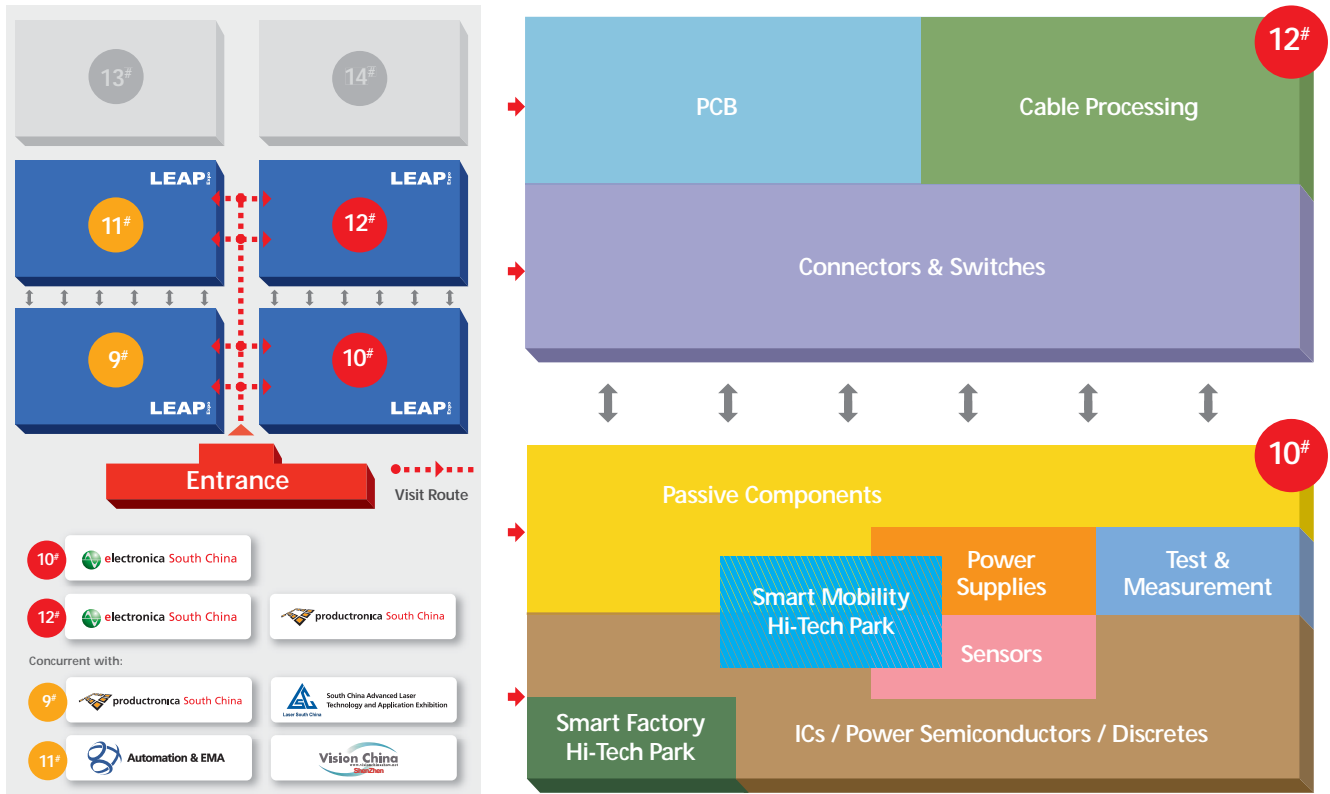 13#
14#
LEAP Expo
LEAP Expo
11#
12#
9#
10#
LEAP Expo
LEAP Expo
Entrance
Visit Route
10#
electronica South China
12#
electronica South China
productronica South China
Concurrent with:
9#
productronica South China
South China Advanced Laser
Technology and Application Exhibition
Laser South China
11#
Automation & EMA
Vision China
ShenZhen
12#
PCB
Cable Processing
Connectors & Switches
10#
Passive Components
Power
Supplies
Test &
Measurement
Smart Mobility
Hi-Tech Park
Sensors
Smart Factory
Hi-Tech Park
ICs / Power Semiconductors / Discretes